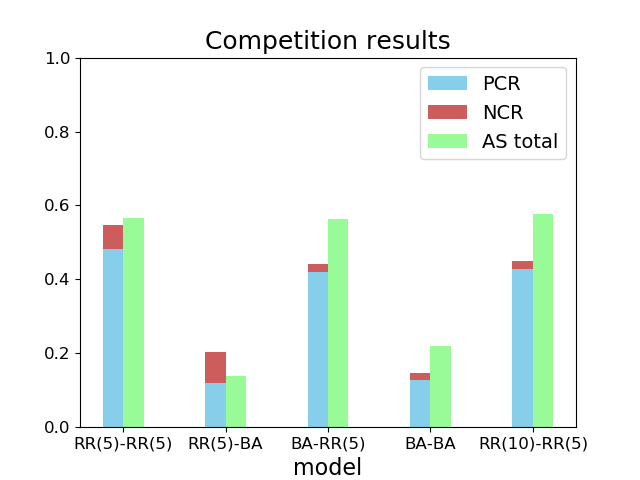 Competition results
1.0
0.8
0.6
0.4
0.2
0.0
PCR
NCR
AS total
RR(5)-RR(5) RR(5)-BA BA-RR(5) BA-BA RR(10)-RR(5)
model